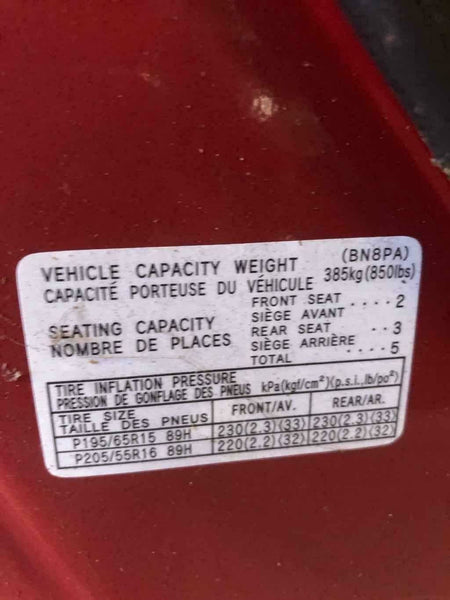 (BN8PA)
VEHICLE CAPACITY WEIGHT 385kg(850lbs)
CAPACITÉ PORTEUSE DU VÉHICULE
FRONT SEAT ....2
SIÈGE AVANT
SEATING CAPACITY REAR SEAT ...3
NOMBRE DE PLACES SIÈGE ARRIÈRE
TOTAL ....5
TIRE INFLATION PRESSURE
PRESSION DE GONFLAGE DES PNEUS kPa(kgf/cm²)(p.s.i.,lb/po²)
TIRE SIZE FRONT/AV. REAR/AR.
TAILLE DES PNEUS
P195/65R15 89H 230(2.3)(33) 230(2.3)(33)
P205/55R16 89H 220(2.2)(32) 220(2.2)(32)